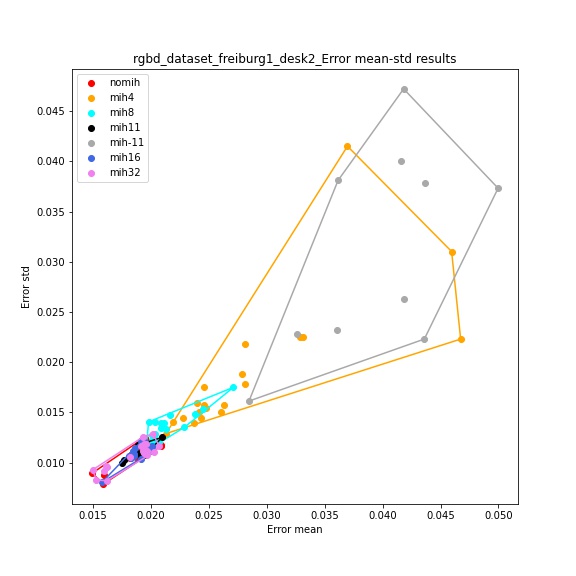 rgbd_dataset_freiburg1_desk2_Error mean-std results
nomih
mih4
mih8
mih11
mih-11
mih16
mih32
0.045
0.040
0.035
0.030
0.025
0.020
0.015
0.010
Error std
0.015 0.020 0.025 0.030 0.035 0.040 0.045 0.050
Error mean